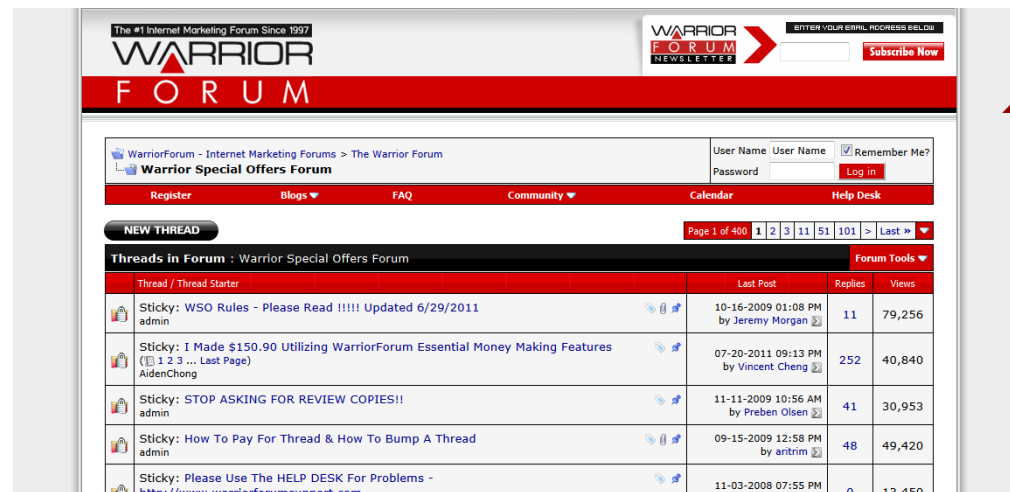 The #1 Internet Marketing Forum Since 1997
WARRIOR
FORUM
WARRIOR
FORUM
NEWSLETTER
ENTER YOUR EMAIL ADDRESS BELOW
Subscribe Now
WarriorForum - Internet Marketing Forums > The Warrior Forum
Warrior Special Offers Forum
User Name User Name Remember Me?
Password Log in
Register Blogs FAQ Community Calendar Help Desk
NEW THREAD
Page 1 of 400 1 2 3 11 51 101 > Last »
Threads in Forum : Warrior Special Offers Forum
Forum Tools
Thread / Thread Starter Last Post Replies Views
Sticky: WSO Rules - Please Read !!!!! Updated 6/29/2011
admin
10-16-2009 01:08 PM
by Jeremy Morgan
11 79,256
Sticky: I Made $150.90 Utilizing WarriorForum Essential Money Making Features
( 1 2 3 ... Last Page)
AidenChong
07-20-2011 09:13 PM
by Vincent Cheng
252 40,840
Sticky: STOP ASKING FOR REVIEW COPIES!!
admin
11-11-2009 10:56 AM
by Preben Olsen
41 30,953
Sticky: How To Pay For Thread & How To Bump A Thread
admin
09-15-2009 12:58 PM
by aritrim
48 49,420
Sticky: Please Use The HELP DESK For Problems -
http://www.warriorforumsupport.com
11-03-2008 07:55 PM
0 13,450